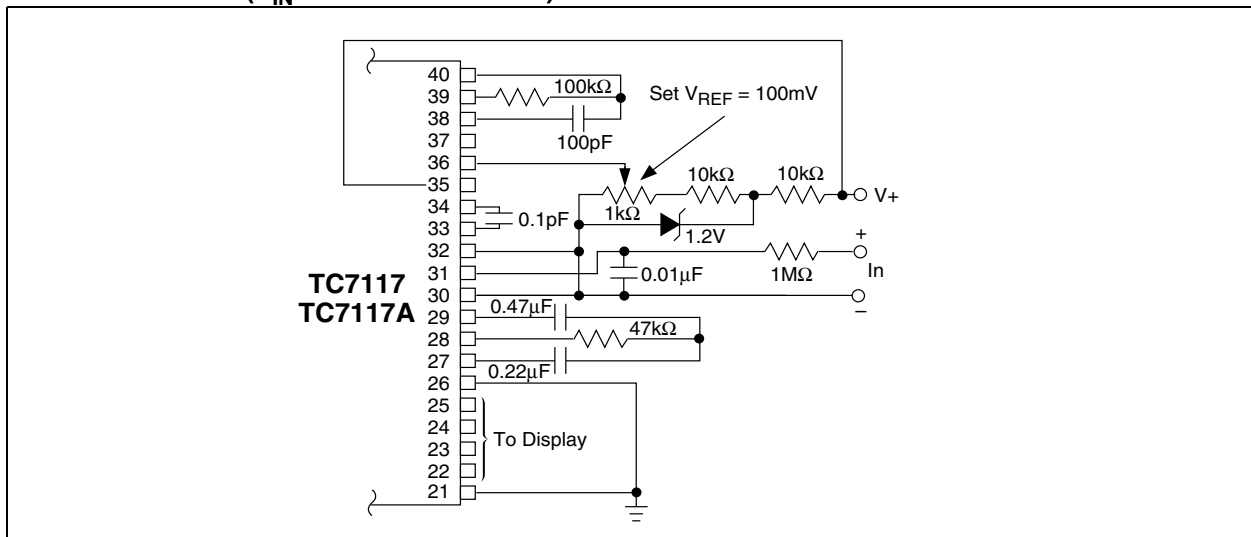 IN
40
39
38
37
36
35
34
33
32
31
30
29
28
27
26
25
24
23
22
21
TC7117
TC7117A
100kΩ
100pF
Set VREF = 100mV
10kΩ
10kΩ
1kΩ
V+
0.1pF
1.2V
+
In
–
0.01µF
1MΩ
0.47µF
47kΩ
0.22µF
To Display